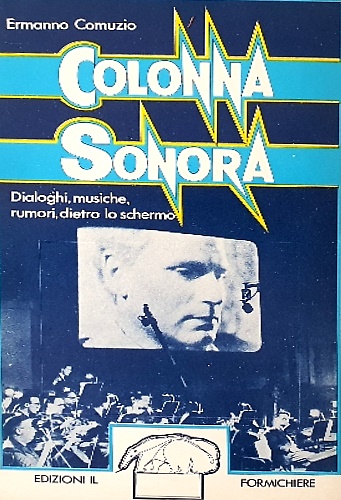 Ermanno Comuzio
COLONNA
SONORA
Dialoghi, musiche,
rumori, dietro lo schermo
EDIZIONI IL
FORMICHIERE